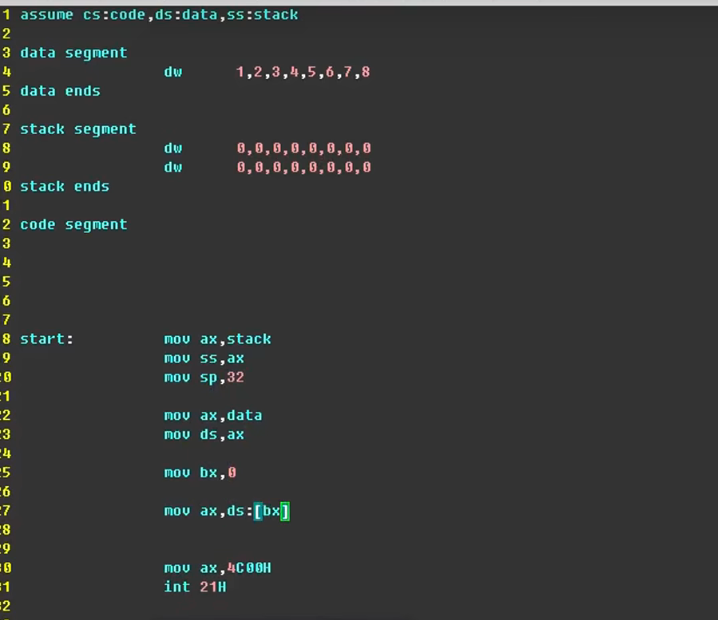 1 assume cs:code,ds:data,ss:stack
2
3 data segment
4 dw 1,2,3,4,5,6,7,8
5 data ends
6
7 stack segment
8 dw 0,0,0,0,0,0,0,0
9 dw 0,0,0,0,0,0,0,0
0 stack ends
1
2 code segment
3
4
5
6
7
8 start: mov ax,stack
9 mov ss,ax
20 mov sp,32
21
22 mov ax,data
23 mov ds,ax
24
25 mov bx,0
26
27 mov ax,ds:[bx]
28
29
30 mov ax,4C00H
31 int 21H
32